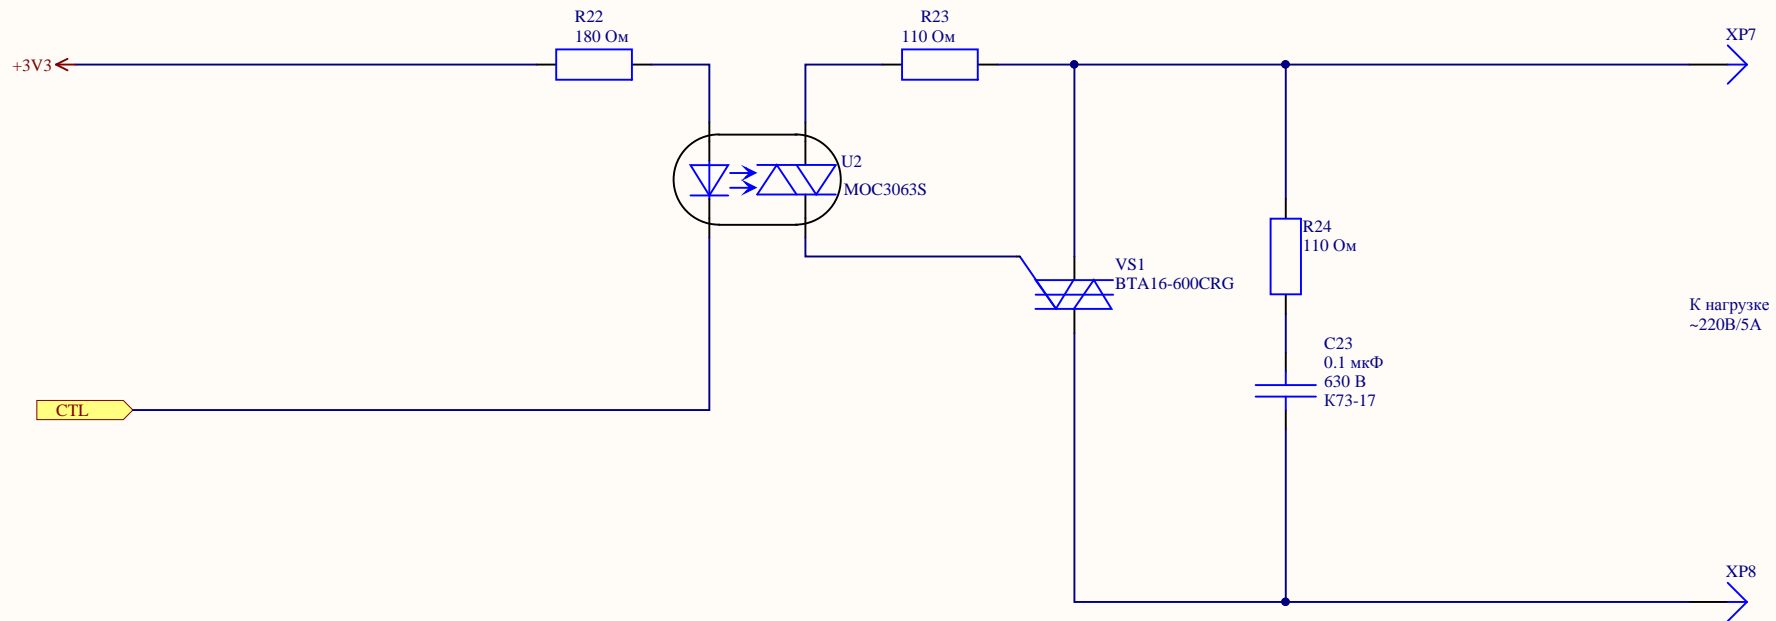 R22
180 Ом
R23
110 Ом
XP7
+3V3
U2
MOC3063S
R24
110 Ом
VS1
BTA16-600CRG
К нагрузке
~220В/5А
C23
0.1 мкФ
630 В
К73-17
CTL
XP8